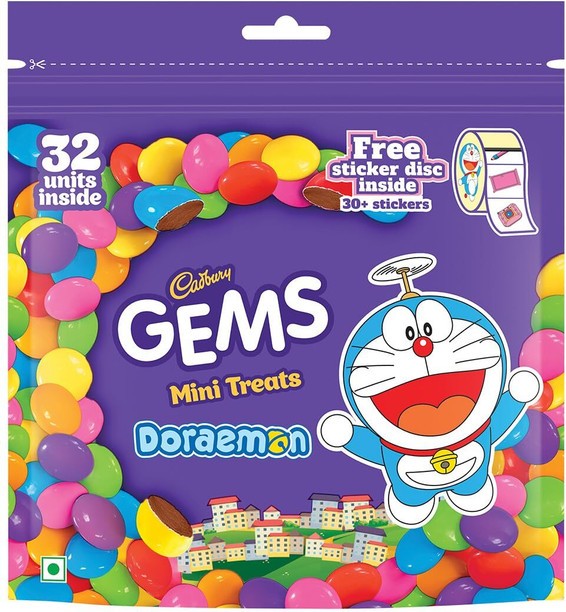 32
units
inside
Free
sticker disc
inside
30+ stickers
Cadbury
GEMS
Mini Treats
Doraemon